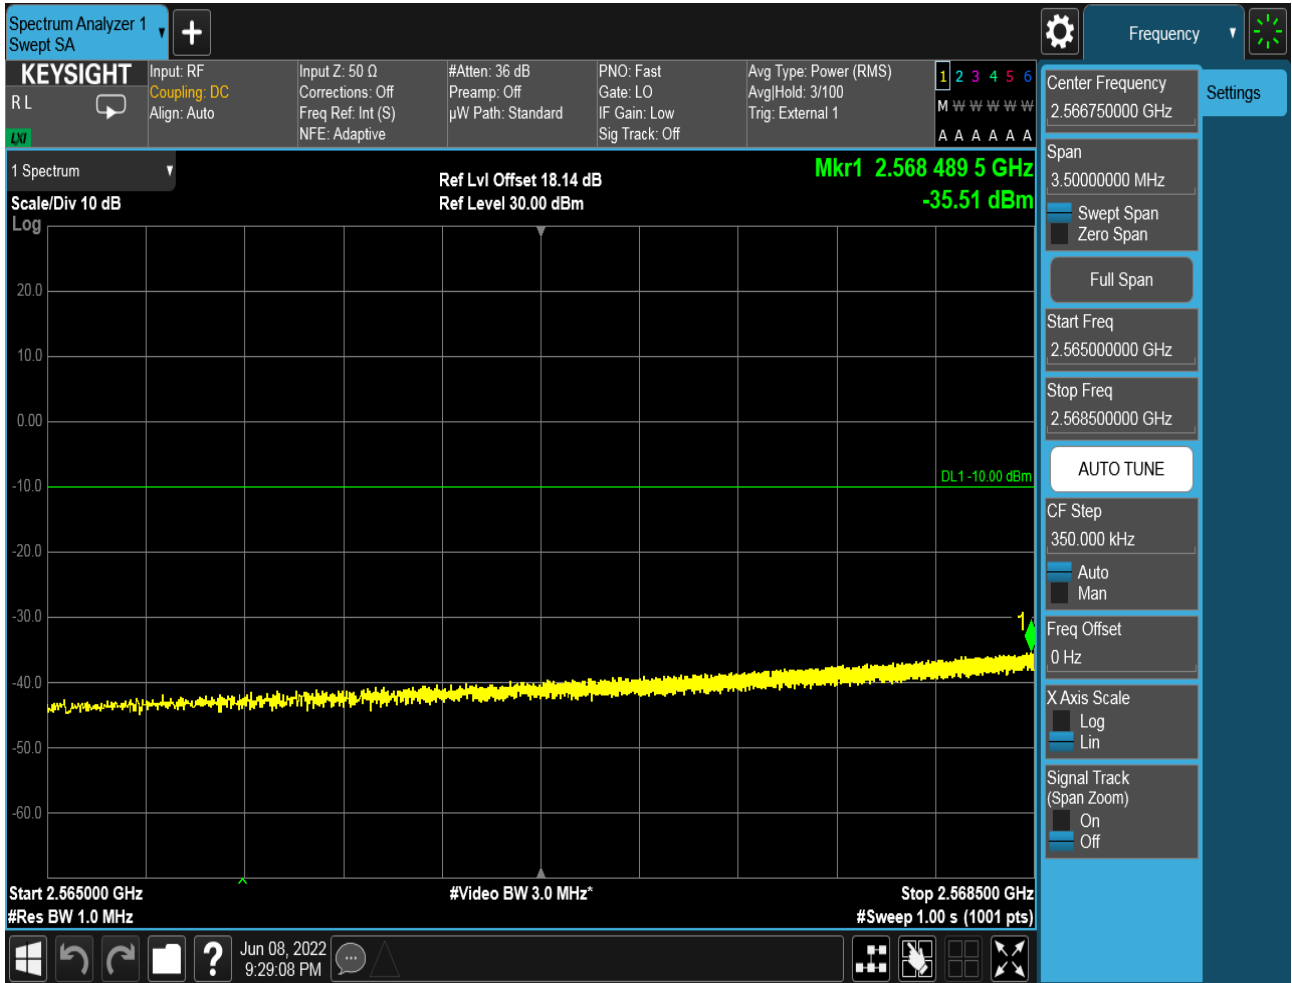 Spectrum Analyzer 1
Swept SA
Frequency
KEYSIGHT
R L
LXI
Input: RF
Coupling: DC
Align: Auto
Input Z: 50 Ω
Corrections: Off
Freq Ref: Int (S)
NFE: Adaptive
#Atten: 36 dB
Preamp: Off
µW Path: Standard
PNO: Fast
Gate: LO
IF Gain: Low
Sig Track: Off
Avg Type: Power (RMS)
Avg|Hold: 3/100
Trig: External 1
1 2 3 4 5 6
M W W W W W
A A A A A A
1 Spectrum
Scale/Div 10 dB
Log
Ref Lvl Offset 18.14 dB
Ref Level 30.00 dBm
Mkr1 2.568 489 5 GHz
-35.51 dBm
20.0
10.0
0.00
-10.0
-20.0
-30.0
-40.0
-50.0
-60.0
DL1 -10.00 dBm
1
Start 2.565000 GHz
#Video BW 3.0 MHz*
Stop 2.568500 GHz
#Res BW 1.0 MHz
#Sweep 1.00 s (1001 pts)
Jun 08, 2022
9:29:08 PM
?
Center Frequency
2.566750000 GHz
Span
3.50000000 MHz
Swept Span
Zero Span
Full Span
Start Freq
2.565000000 GHz
Stop Freq
2.568500000 GHz
AUTO TUNE
CF Step
350.000 kHz
Auto
Man
Freq Offset
0 Hz
X Axis Scale
Log
Lin
Signal Track
(Span Zoom)
On
Off
Settings